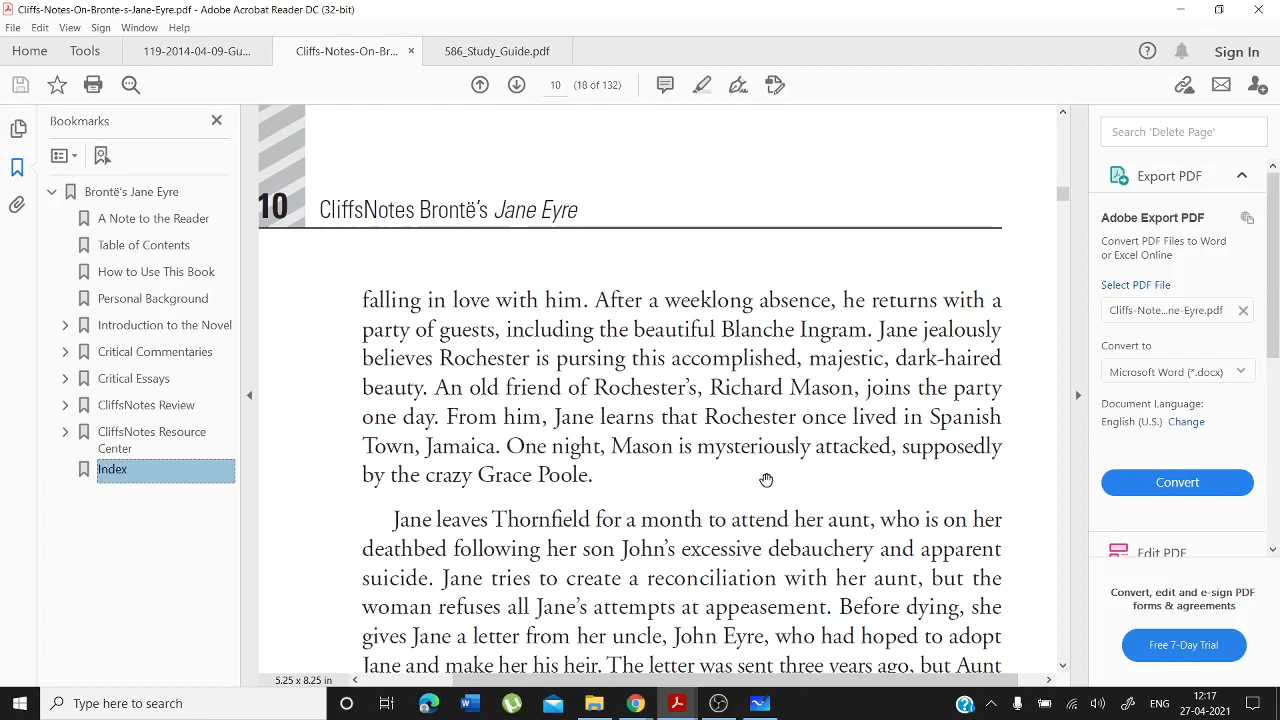 Cliffs-Notes-On-Bronte-s-Jane-Eyre.pdf - Adobe Acrobat Reader DC (32-bit)
File Edit View Sign Window Help
Home Tools 119-2014-04-09-Gu... Cliffs-Notes-On-Br... × 586_Study_Guide.pdf Sign In
10 (18 of 132)
Bookmarks
Brontë's Jane Eyre
A Note to the Reader
Table of Contents
How to Use This Book
Personal Background
Introduction to the Novel
Critical Commentaries
Critical Essays
CliffsNotes Review
CliffsNotes Resource
Center
Index
10 CliffsNotes Brontë's Jane Eyre
falling in love with him. After a weeklong absence, he returns with a
party of guests, including the beautiful Blanche Ingram. Jane jealously
believes Rochester is pursing this accomplished, majestic, dark-haired
beauty. An old friend of Rochester's, Richard Mason, joins the party
one day. From him, Jane learns that Rochester once lived in Spanish
Town, Jamaica. One night, Mason is mysteriously attacked, supposedly
by the crazy Grace Poole.
Jane leaves Thornfield for a month to attend her aunt, who is on her
deathbed following her son John's excessive debauchery and apparent
suicide. Jane tries to create a reconciliation with her aunt, but the
woman refuses all Jane's attempts at appeasement. Before dying, she
gives Jane a letter from her uncle, John Eyre, who had hoped to adopt
Jane and make her his heir. The letter was sent three years ago, but Aunt
5.25 x 8.25 in
Search 'Delete Page'
Export PDF
Adobe Export PDF
Convert PDF Files to Word
or Excel Online
Select PDF File
Cliffs-Note...ne-Eyre.pdf
Convert to
Microsoft Word (*.docx)
Document Language:
English (U.S.) Change
Convert
Edit PDF
Convert, edit and e-sign PDF
forms & agreements
Free 7-Day Trial
Type here to search
ENG
12:17
27-04-2021